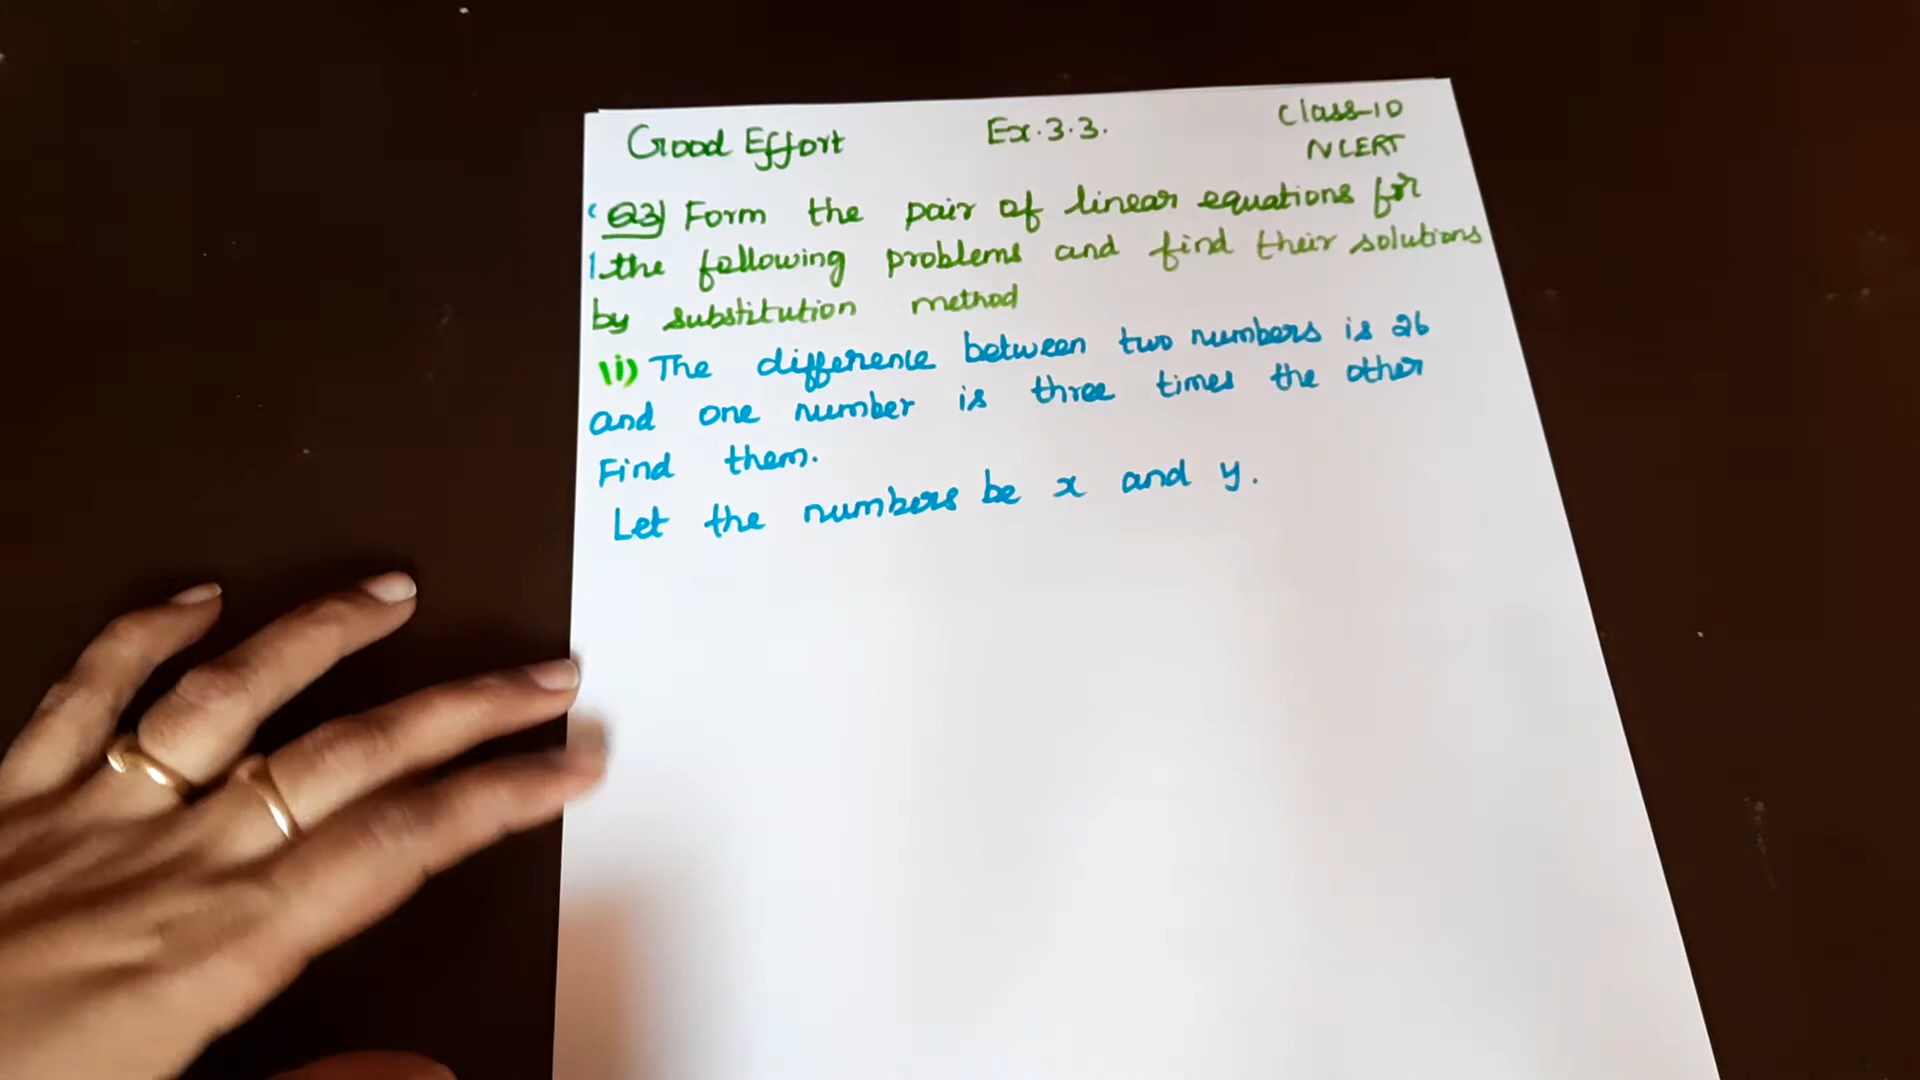 Good Effort Ex.3.3. Class-10
NCERT
Q3) Form the pair of linear equations for
the following problems and find their solutions
by substitution method
(i) The difference between two numbers is 26
and one number is three times the other
Find them.
Let the numbers be x and y.